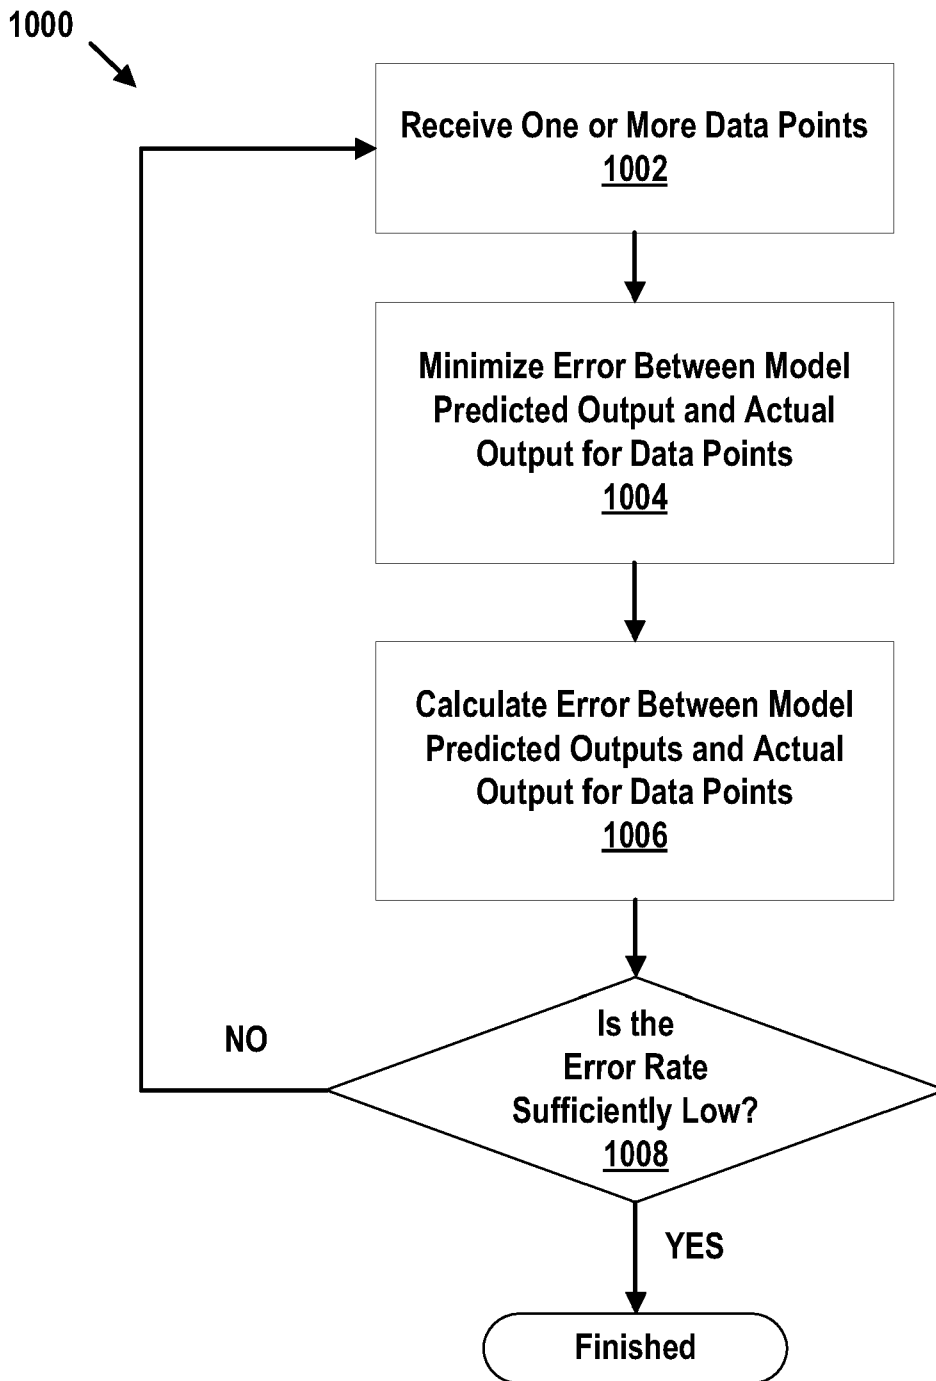 1000
Receive One or More Data Points
1002
Minimize Error Between Model
Predicted Output and Actual
Output for Data Points
1004
Calculate Error Between Model
Predicted Outputs and Actual
Output for Data Points
1006
NO
Is the
Error Rate
Sufficiently Low?
1008
YES
Finished